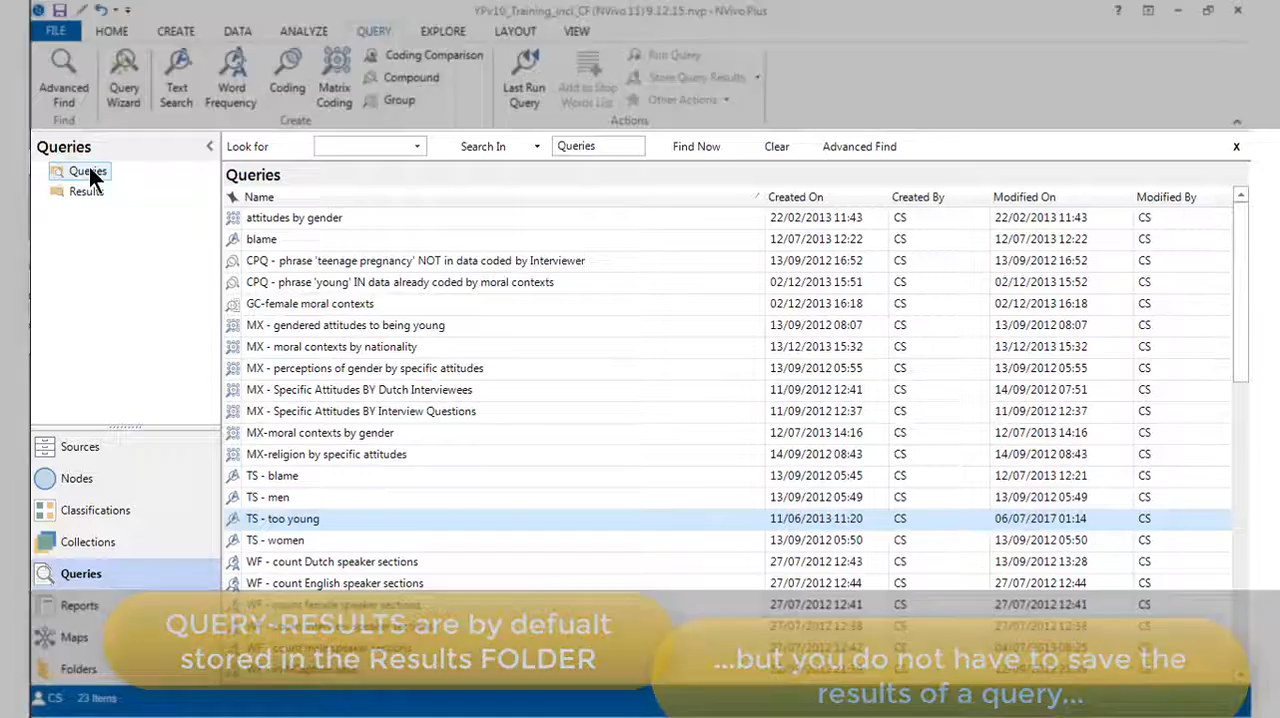 YPv10_Training_incl_CF (NVivo 11) 9.12.15.nvp - NVivo Plus
FILE HOME CREATE DATA ANALYZE QUERY EXPLORE LAYOUT VIEW
Advanced Find
Query Wizard
Text Search
Word Frequency
Coding
Matrix Coding
Coding Comparison
Compound
Group
Last Run Query
Add to Stop Words List
Run Query
Store Query Results
Other Actions
Find Create Actions
Queries
Queries
Results
Look for Search In Queries Find Now Clear Advanced Find x
Queries
Name Created On Created By Modified On Modified By
attitudes by gender 22/02/2013 11:43 CS 22/02/2013 11:43 CS
blame 12/07/2013 12:22 CS 12/07/2013 12:22 CS
CPQ - phrase 'teenage pregnancy' NOT in data coded by Interviewer 13/09/2012 16:52 CS 13/09/2012 16:52 CS
CPQ - phrase 'young' IN data already coded by moral contexts 02/12/2013 15:51 CS 02/12/2013 15:52 CS
GC-female moral contexts 02/12/2013 16:18 CS 02/12/2013 16:18 CS
MX - gendered attitudes to being young 13/09/2012 08:07 CS 13/09/2012 08:07 CS
MX - moral contexts by nationality 13/12/2013 15:32 CS 13/12/2013 15:32 CS
MX - perceptions of gender by specific attitudes 13/09/2012 05:55 CS 13/09/2012 05:55 CS
MX - Specific Attitudes BY Dutch Interviewees 11/09/2012 12:41 CS 14/09/2012 07:51 CS
MX - Specific Attitudes BY Interview Questions 11/09/2012 12:37 CS 11/09/2012 12:37 CS
MX-moral contexts by gender 12/07/2013 14:16 CS 12/07/2013 14:16 CS
MX-religion by specific attitudes 14/09/2012 08:43 CS 14/09/2012 08:43 CS
TS - blame 13/09/2012 05:45 CS 12/07/2013 12:21 CS
TS - men 13/09/2012 05:49 CS 13/09/2012 05:49 CS
TS - too young 11/06/2013 11:20 CS 06/07/2017 01:14 CS
TS - women 13/09/2012 05:50 CS 13/09/2012 05:50 CS
WF - count Dutch speaker sections 27/07/2012 12:43 CS 12/09/2013 13:28 CS
WF - count English speaker sections 27/07/2012 12:44 CS 27/07/2012 12:44 CS
27/07/2012 12:41 CS 27/07/2012 12:41 CS
Sources
Nodes
Classifications
Collections
Queries
Reports
Maps
Folders
QUERY-RESULTS are by defualt
stored in the Results FOLDER
...but you do not have to save the
results of a query...
CS 23 Items